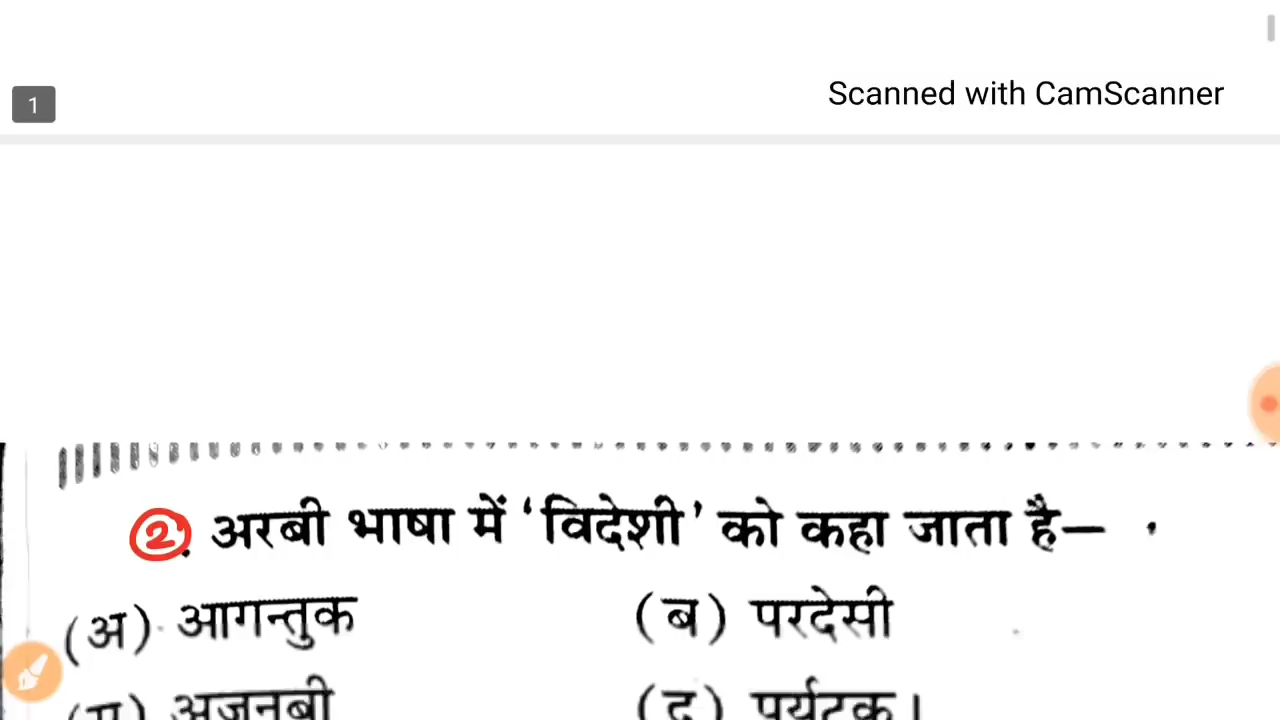 Scanned with CamScanner
1
2. अरबी भाषा में 'विदेशी' को कहा जाता है— .
(अ) आगन्तुक (ब) परदेसी
(स) अजनबी (द) पर्यटक।